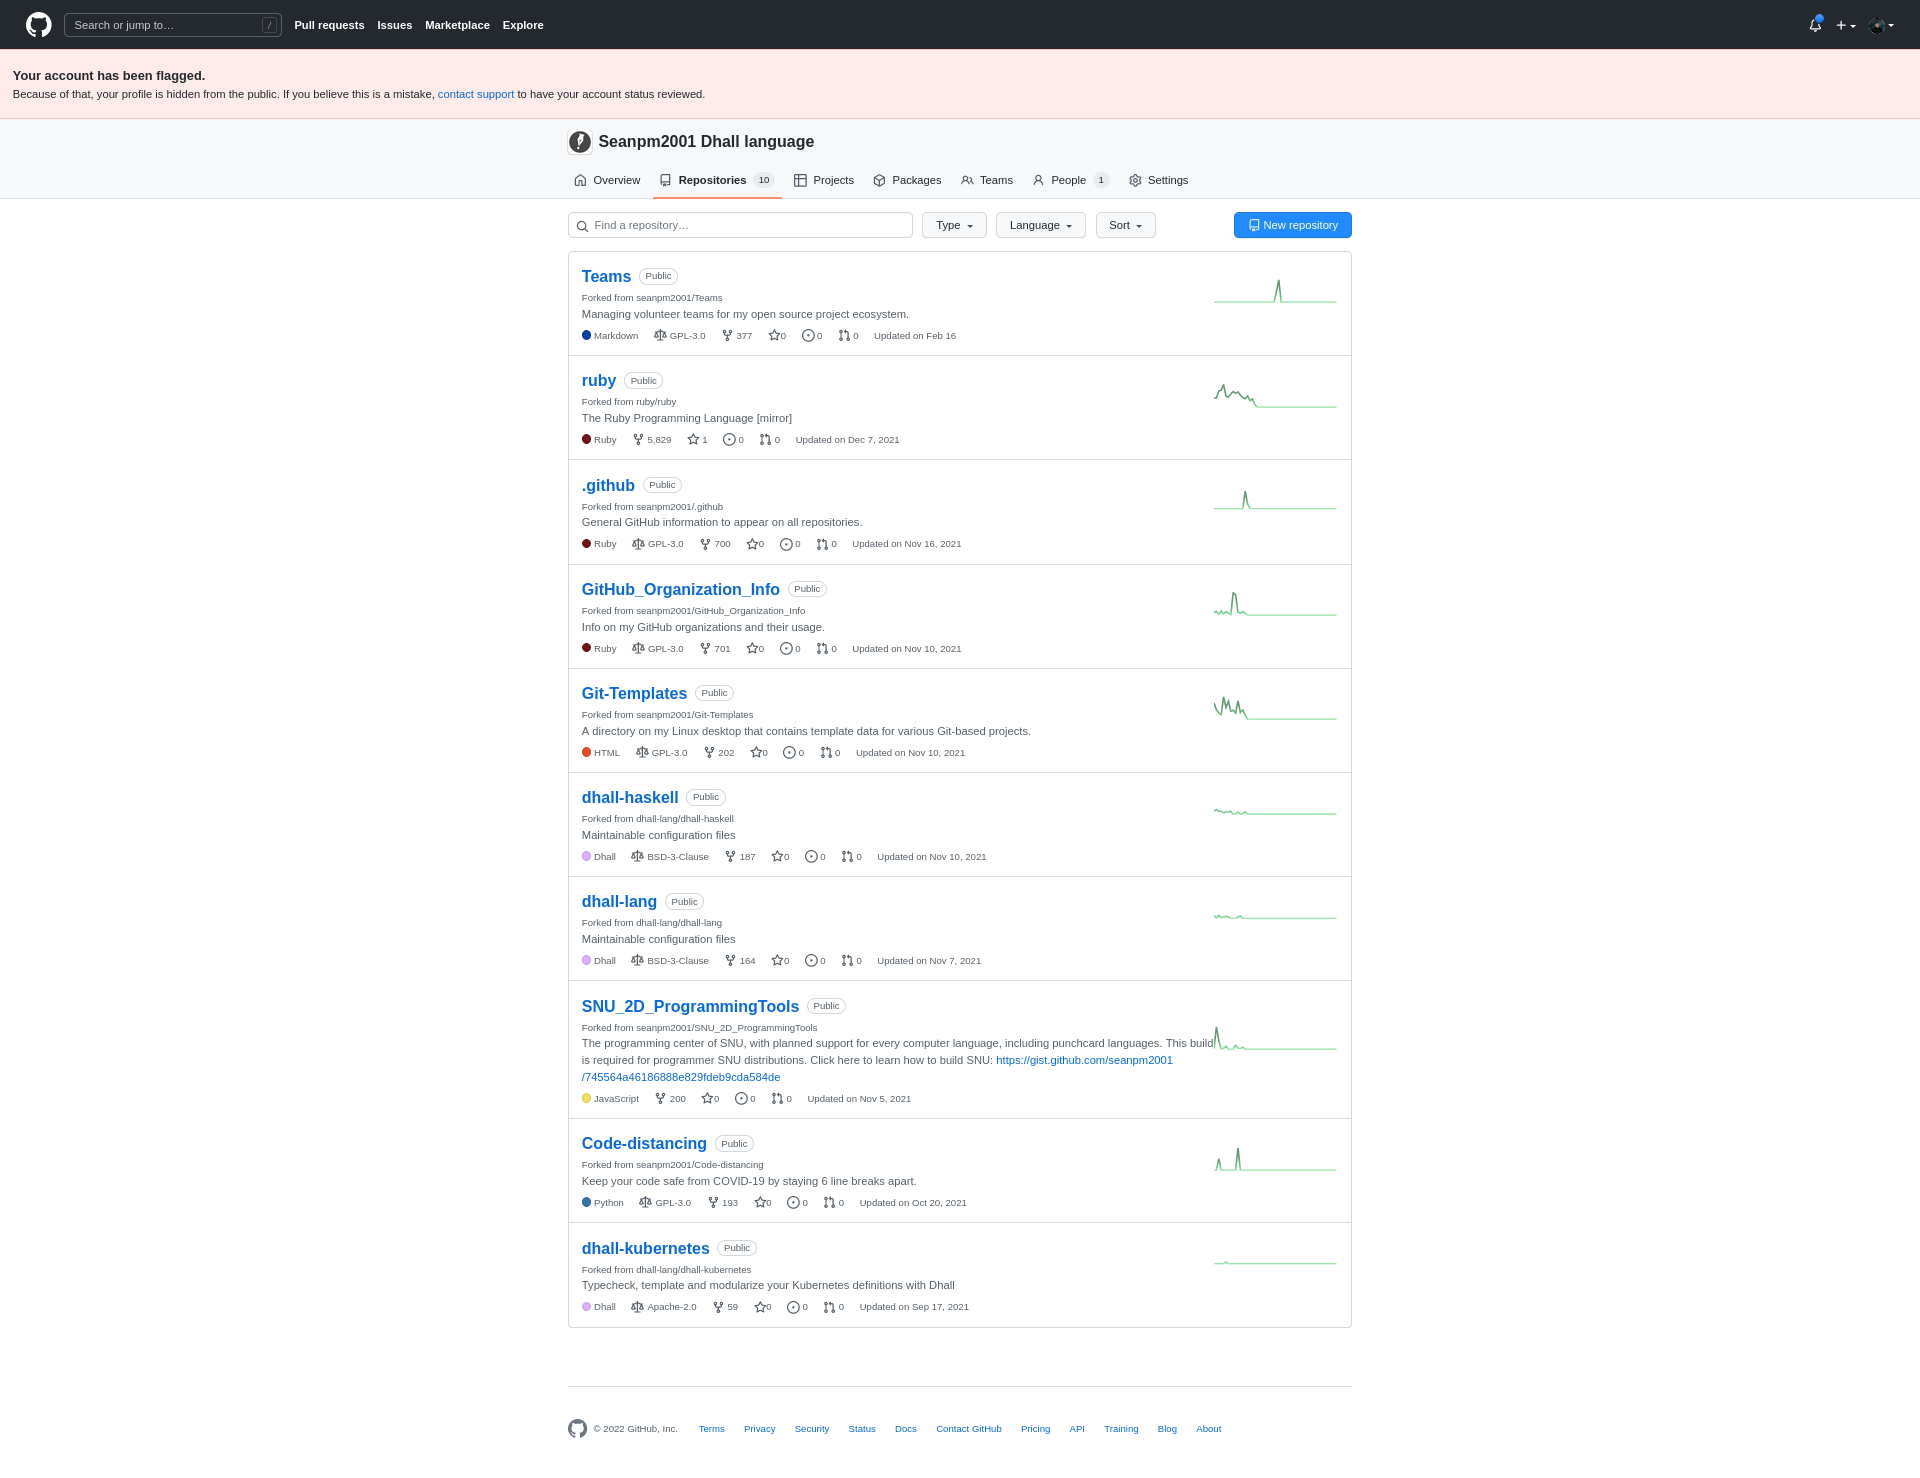 Search or jump to… / Pull requests Issues Marketplace Explore
Your account has been flagged.
Because of that, your profile is hidden from the public. If you believe this is a mistake, contact support to have your account status reviewed.
Seanpm2001 Dhall language
Overview Repositories 10 Projects Packages Teams People 1 Settings
Find a repository… Type Language Sort New repository
Teams Public
Forked from seanpm2001/Teams
Managing volunteer teams for my open source project ecosystem.
Markdown GPL-3.0 377 0 0 0 Updated on Feb 16
ruby Public
Forked from ruby/ruby
The Ruby Programming Language [mirror]
Ruby 5,829 1 0 0 Updated on Dec 7, 2021
.github Public
Forked from seanpm2001/.github
General GitHub information to appear on all repositories.
Ruby GPL-3.0 700 0 0 0 Updated on Nov 16, 2021
GitHub_Organization_Info Public
Forked from seanpm2001/GitHub_Organization_Info
Info on my GitHub organizations and their usage.
Ruby GPL-3.0 701 0 0 0 Updated on Nov 10, 2021
Git-Templates Public
Forked from seanpm2001/Git-Templates
A directory on my Linux desktop that contains template data for various Git-based projects.
HTML GPL-3.0 202 0 0 0 Updated on Nov 10, 2021
dhall-haskell Public
Forked from dhall-lang/dhall-haskell
Maintainable configuration files
Dhall BSD-3-Clause 187 0 0 0 Updated on Nov 10, 2021
dhall-lang Public
Forked from dhall-lang/dhall-lang
Maintainable configuration files
Dhall BSD-3-Clause 164 0 0 0 Updated on Nov 7, 2021
SNU_2D_ProgrammingTools Public
Forked from seanpm2001/SNU_2D_ProgrammingTools
The programming center of SNU, with planned support for every computer language, including punchcard languages. This build
is required for programmer SNU distributions. Click here to learn how to build SNU: https://gist.github.com/seanpm2001
/745564a46186888e829fdeb9cda584de
JavaScript 200 0 0 0 Updated on Nov 5, 2021
Code-distancing Public
Forked from seanpm2001/Code-distancing
Keep your code safe from COVID-19 by staying 6 line breaks apart.
Python GPL-3.0 193 0 0 0 Updated on Oct 20, 2021
dhall-kubernetes Public
Forked from dhall-lang/dhall-kubernetes
Typecheck, template and modularize your Kubernetes definitions with Dhall
Dhall Apache-2.0 59 0 0 0 Updated on Sep 17, 2021
© 2022 GitHub, Inc. Terms Privacy Security Status Docs Contact GitHub Pricing API Training Blog About